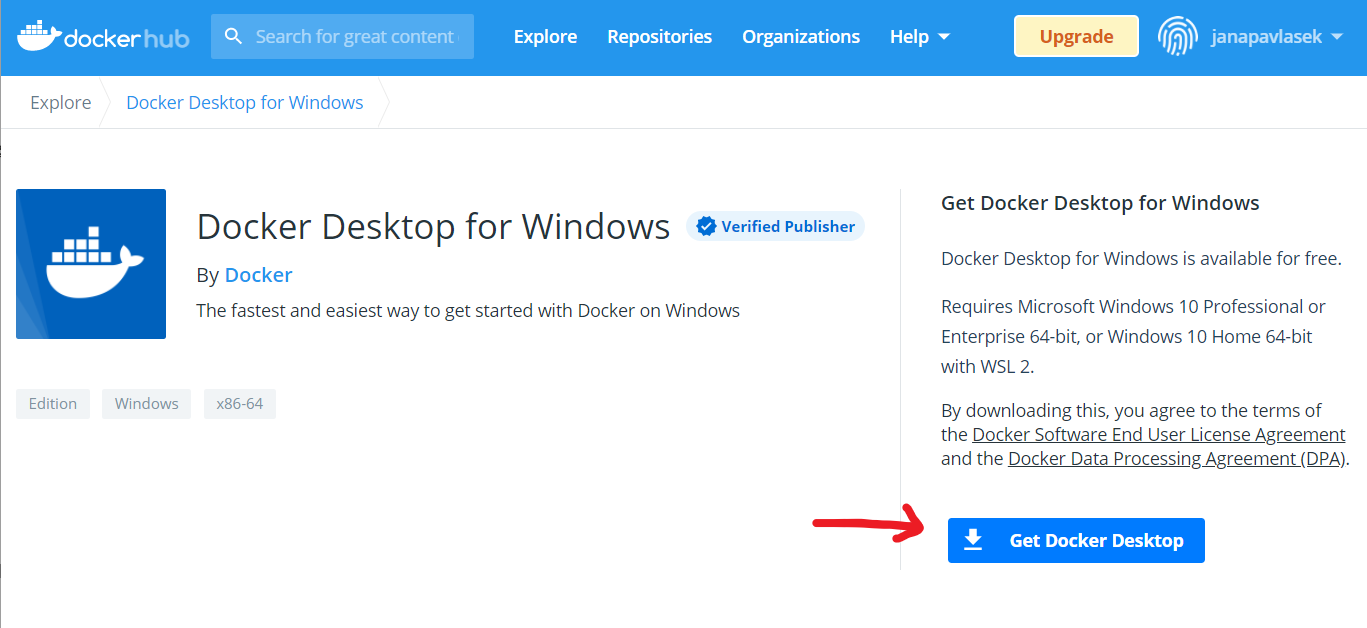 docker hub
Search for great content
Explore
Repositories
Organizations
Help
Upgrade
janapavlasek
Explore
Docker Desktop for Windows
Docker Desktop for Windows
Verified Publisher
By Docker
The fastest and easiest way to get started with Docker on Windows
Edition
Windows
x86-64
Get Docker Desktop for Windows
Docker Desktop for Windows is available for free.
Requires Microsoft Windows 10 Professional or
Enterprise 64-bit, or Windows 10 Home 64-bit
with WSL 2.
By downloading this, you agree to the terms of
the Docker Software End User License Agreement
and the Docker Data Processing Agreement (DPA).
Get Docker Desktop